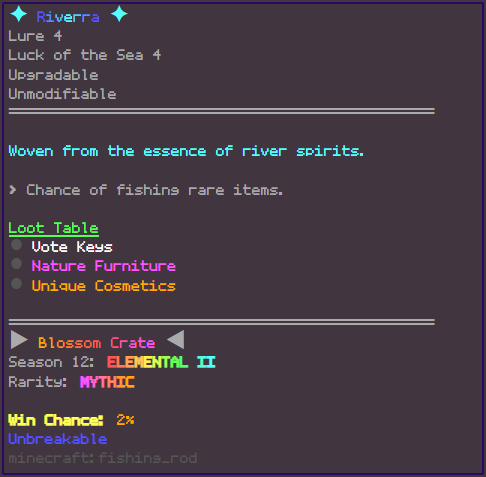 ✦ Riverra ✦
Lure 4
Luck of the Sea 4
Upgradable
Unmodifiable
Woven from the essence of river spirits.
> Chance of fishing rare items.
Loot Table
● Vote Keys
● Nature Furniture
● Unique Cosmetics
▶ Blossom Crate ◀
Season 12: ELEMENTAL II
Rarity: MYTHIC
Win Chance: 2%
Unbreakable
minecraft:fishing_rod